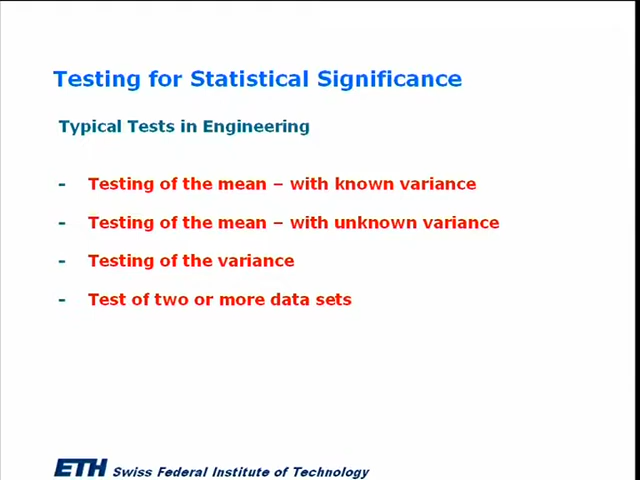 Testing for Statistical Significance
Typical Tests in Engineering
- Testing of the mean – with known variance
- Testing of the mean – with unknown variance
- Testing of the variance
- Test of two or more data sets
ETH Swiss Federal Institute of Technology